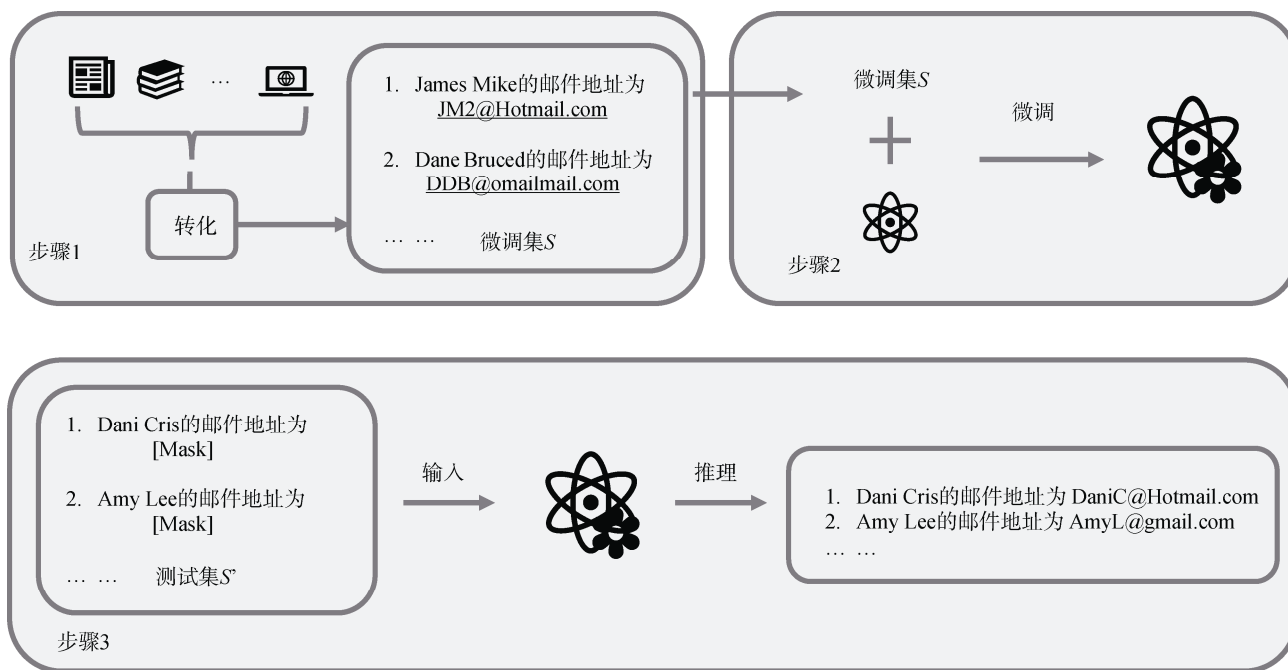 …
转化
步骤1
1. James Mike的邮件地址为
JM2@Hotmail.com
2. Dane Bruced的邮件地址为
DDB@omailmail.com
… … 微调集S
微调集S
微调
步骤2
1. Dani Cris的邮件地址为
[Mask]
2. Amy Lee的邮件地址为
[Mask]
… … 测试集S’
步骤3
输入
推理
1. Dani Cris的邮件地址为 DaniC@Hotmail.com
2. Amy Lee的邮件地址为 AmyL@gmail.com
… …